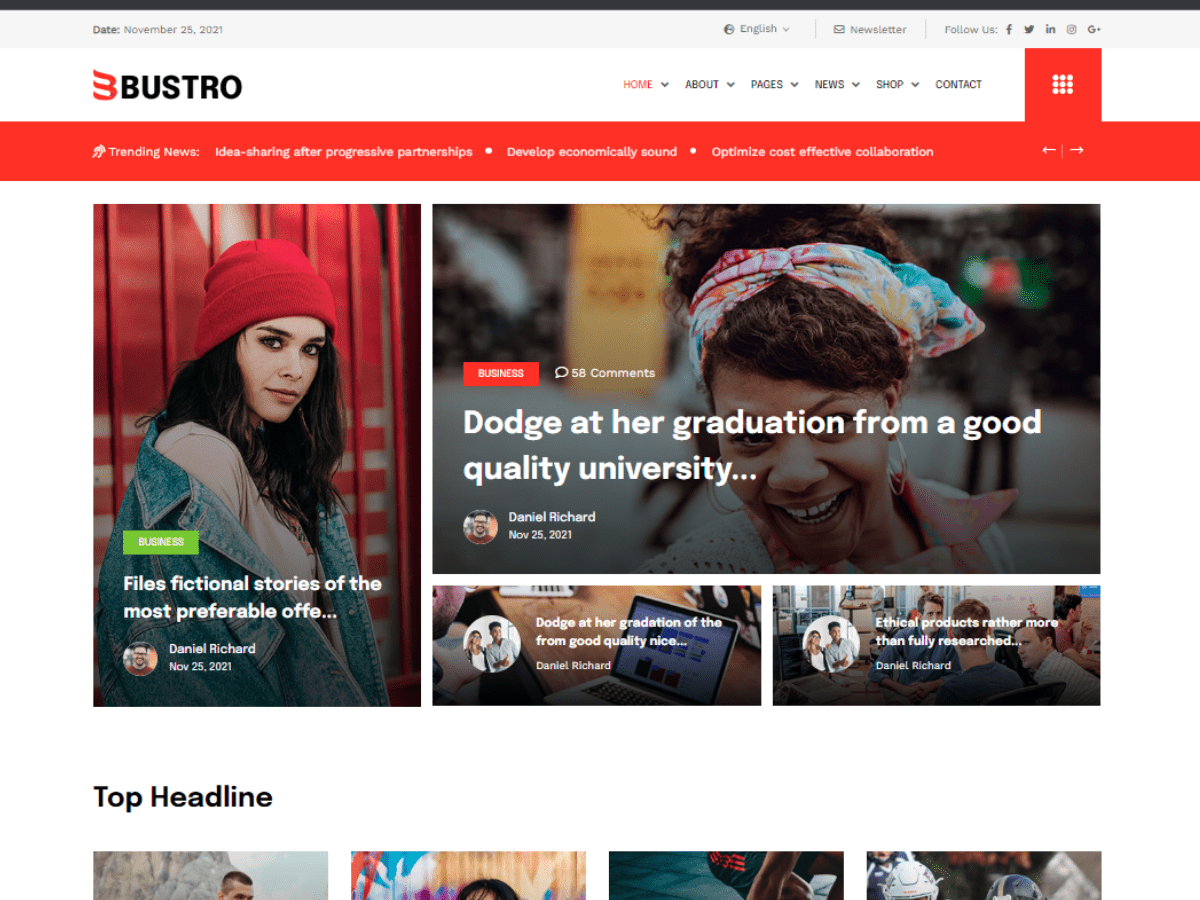 Date: November 25, 2021
English
Newsletter
Follow Us:
BUSTRO
HOME
ABOUT
PAGES
NEWS
SHOP
CONTACT
Trending News:
Idea-sharing after progressive partnerships
Develop economically sound
Optimize cost effective collaboration
BUSINESS
Files fictional stories of the
most preferable offe...
Daniel Richard
Nov 25, 2021
BUSINESS
58 Comments
Dodge at her graduation from a good
quality university...
Daniel Richard
Nov 25, 2021
Dodge at her gradation of the
from good quality nice...
Daniel Richard
Ethical products rather more
than fully researched...
Daniel Richard
Top Headline